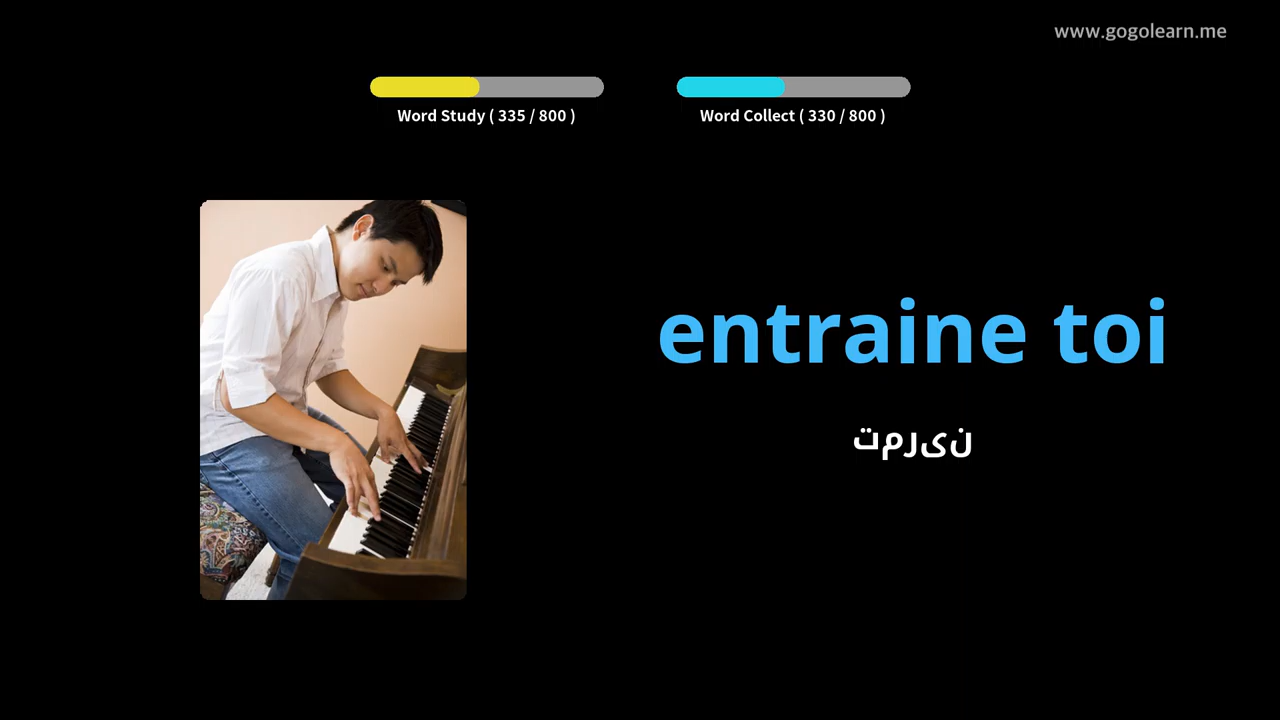 www.gogolearn.me
Word Study ( 335 / 800 )
Word Collect ( 330 / 800 )
entraine toi
تمرین